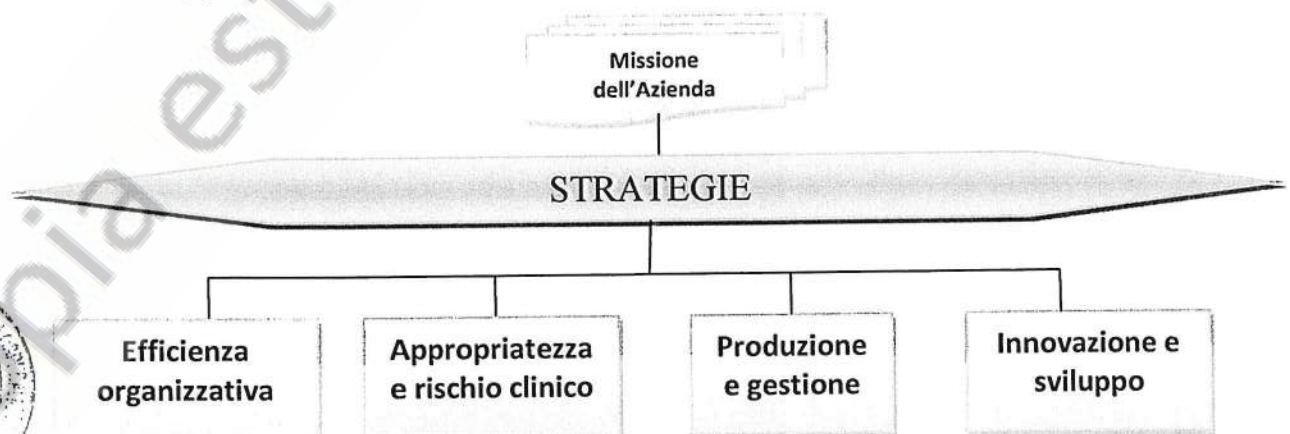 Missione
dell'Azienda
STRATEGIE
Efficienza
organizzativa
Appropriatezza
e rischio clinico
Produzione
e gestione
Innovazione e
sviluppo